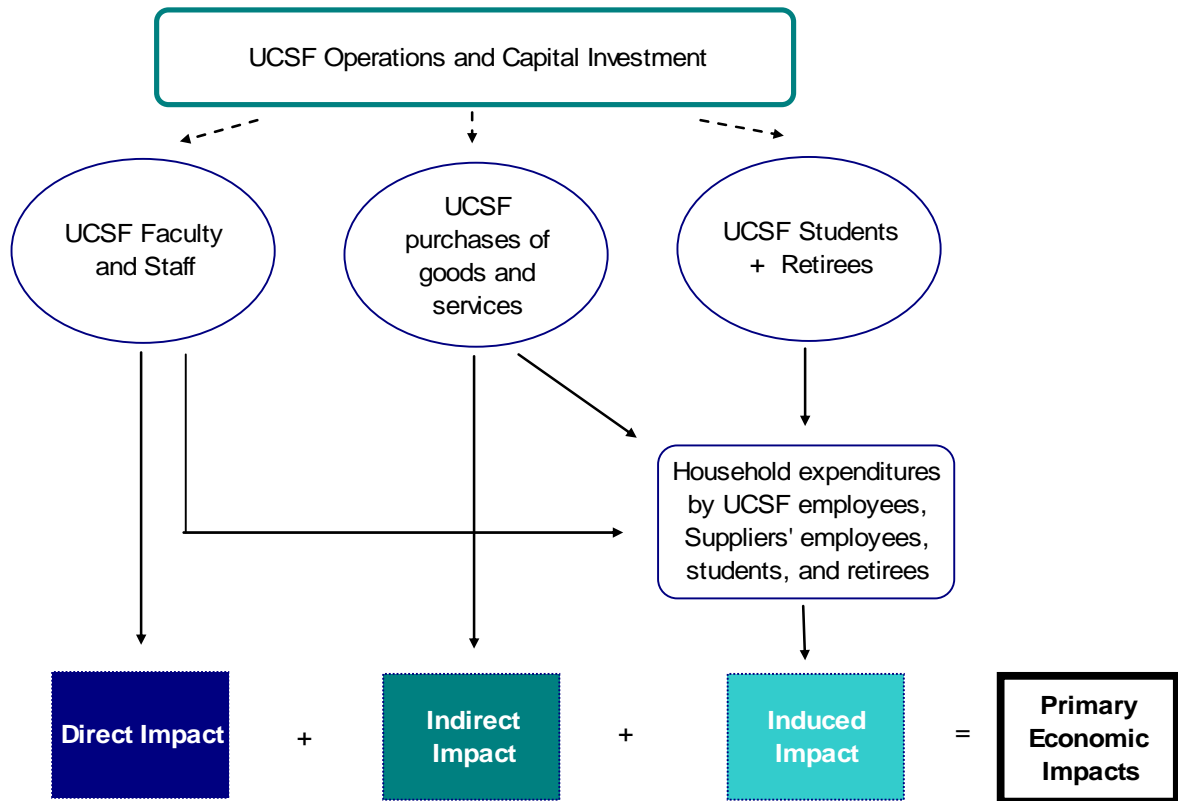 UCSF Operations and Capital Investment
UCSF Faculty
and Staff
UCSF
purchases of
goods and
services
UCSF Students
+ Retirees
Household expenditures
by UCSF employees,
Suppliers' employees,
students, and retirees
Direct Impact
+
Indirect
Impact
+
Induced
Impact
=
Primary
Economic
Impacts